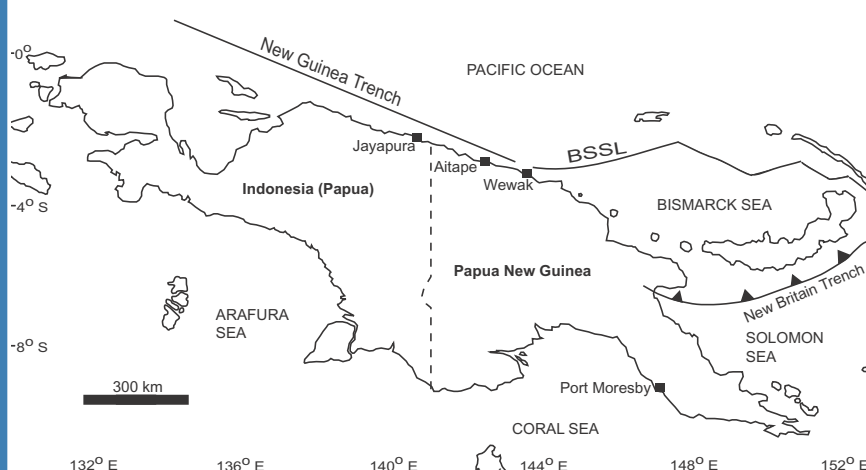 0° 
New Guinea Trench
PACIFIC OCEAN
Jayapura
Aitape
Wewak
BSSL
Indonesia (Papua)
4° S
BISMARCK SEA
Papua New Guinea
New Britain Trench
ARAFURA
SEA
SOLOMON
SEA
8° S
300 km
Port Moresby
CORAL SEA
132° E
136° E
140° E
144° E
148° E
152° E